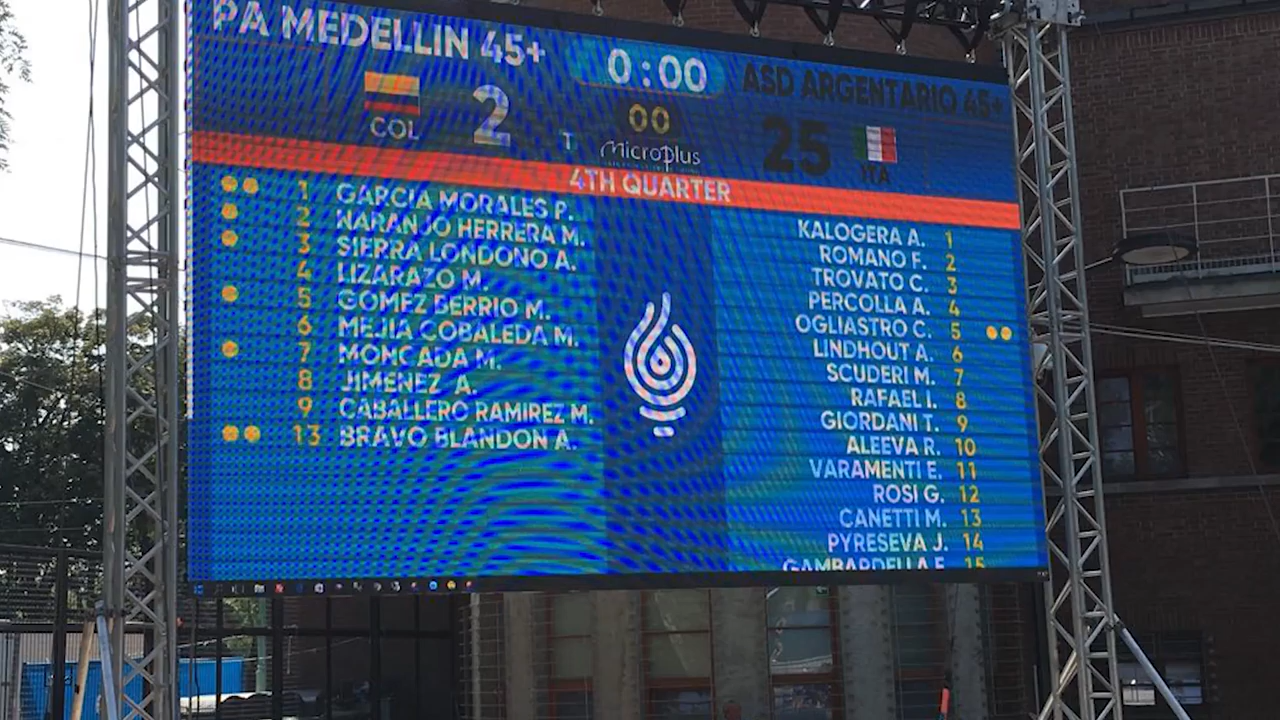 PA MEDELLIN 45+
0:00
ASD ARGENTARIO 45+
COL
2
T
00
Microplus
25
ITA
4TH QUARTER
1 GARCIA MORALES P.
2 NARANJO HERRERA M.
3 SIERRA LONDONO A.
4 LIZARAZO M.
5 GOMEZ BERRIO M.
6 MEJIA COBALEDA M.
7 MONCADA M.
8 JIMENEZ A.
9 CABALLERO RAMIREZ M.
13 BRAVO BLANDON A.
KALOGERA A. 1
ROMANO F. 2
TROVATO C. 3
PERCOLLA A. 4
OGLIASTRO C. 5
LINDHOUT A. 6
SCUDERI M. 7
RAFAEL I. 8
GIORDANI T. 9
ALEEVA R. 10
VARAMENTI E. 11
ROSI G. 12
CANETTI M. 13
PYRESEVA J. 14
GAMBARDELLA F. 15